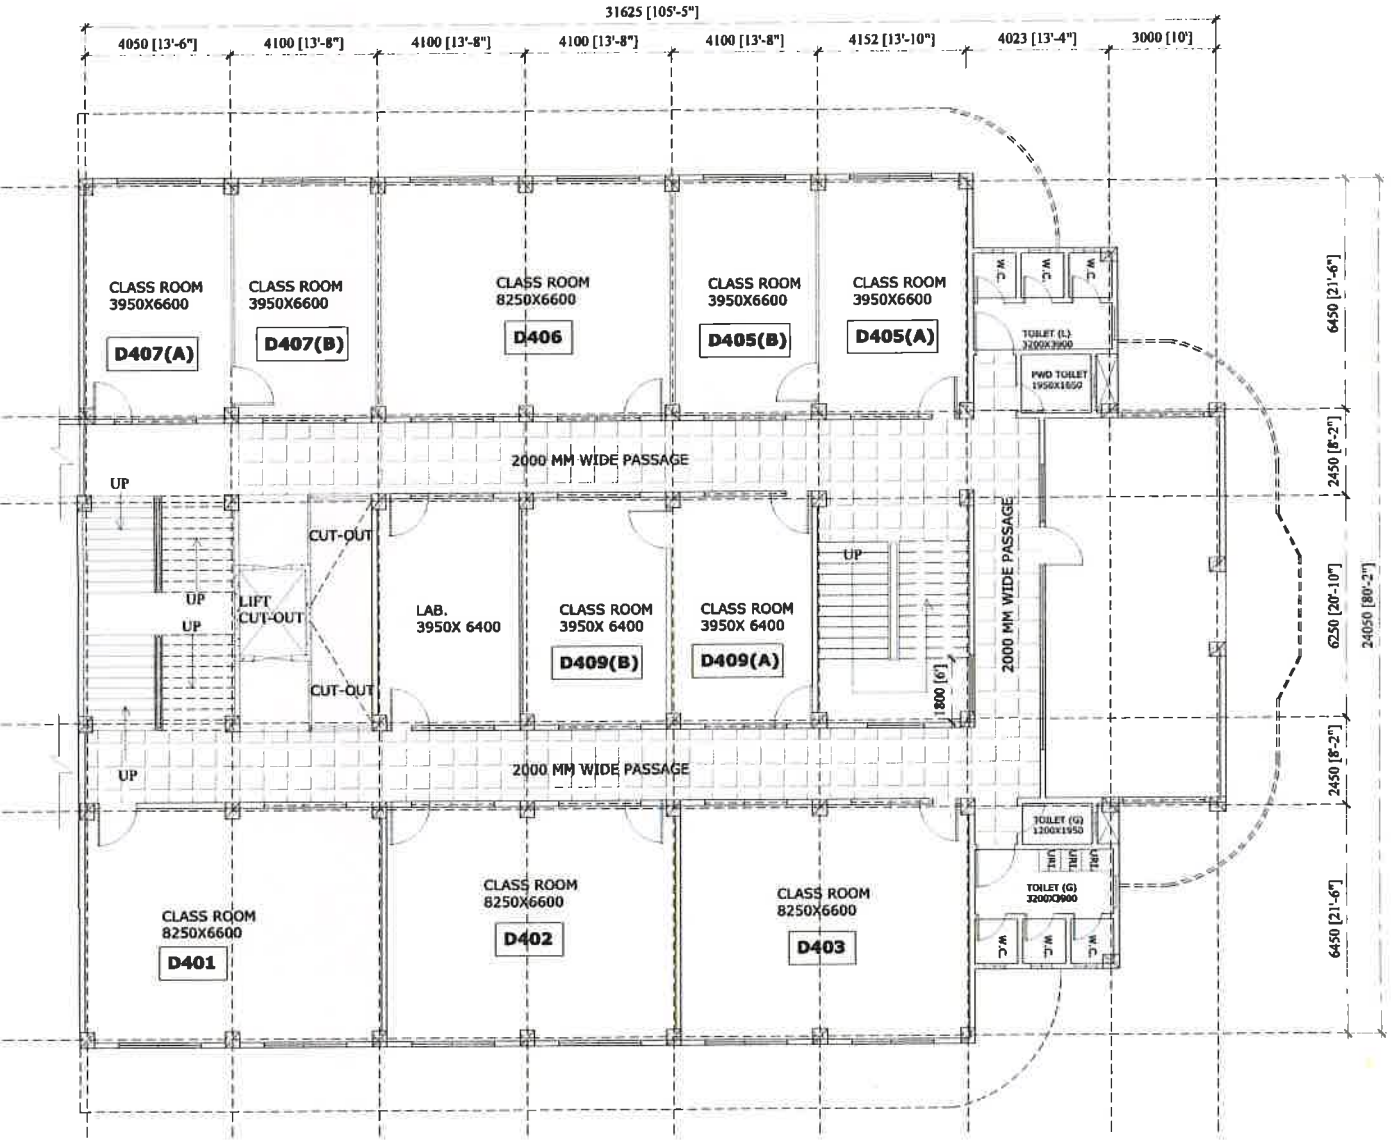 31625 [105'-5"]
4050 [13'-6"]
4100 [13'-8"]
4100 [13'-8"]
4100 [13'-8"]
4100 [13'-8"]
4152 [13'-10"]
4023 [13'-4"]
3000 [10']
CLASS ROOM
3950X6600
D407(A)
CLASS ROOM
3950X6600
D407(B)
CLASS ROOM
8250X6600
D406
CLASS ROOM
3950X6600
D405(B)
CLASS ROOM
3950X6600
D405(A)
W.C.
W.C.
W.C.
TOILET (L)
3200X3900
PWD TOILET
1950X1650
6450 [21'-6"]
2450 [8'-2"]
6250 [20'-10"]
2450 [8'-2"]
6450 [21'-6"]
24050 [80'-2"]
2000 MM WIDE PASSAGE
UP
UP
UP
UP
CUT-OUT
LIFT
CUT-OUT
CUT-OUT
LAB.
3950X 6400
CLASS ROOM
3950X 6400
D409(B)
CLASS ROOM
3950X 6400
D409(A)
UP
1800 [6']
2000 MM WIDE PASSAGE
2000 MM WIDE PASSAGE
CLASS ROOM
8250X6600
D401
CLASS ROOM
8250X6600
D402
CLASS ROOM
8250X6600
D403
TOILET (G)
1200X1950
URI
URI
URI
TOILET (G)
3200X3900
W.C.
W.C.
W.C.